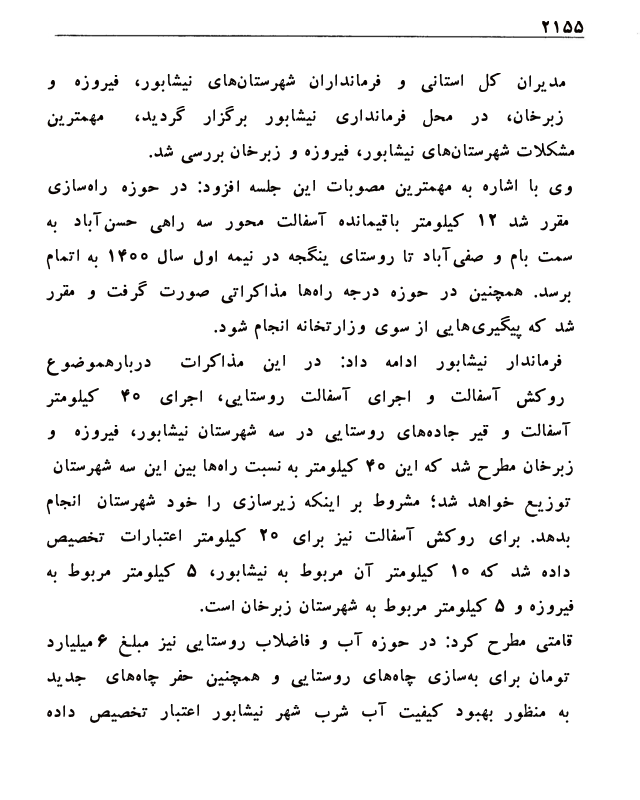 ۲۱۵۵
مدیران کل استانی و فرمانداران شهرستان‌های نیشابور، فیروزه و
زبرخان، در محل فرمانداری نیشابور برگزار گردید، مهمترین
مشکلات شهرستان‌های نیشابور، فیروزه و زبرخان بررسی شد.
وی با اشاره به مهمترین مصوبات این جلسه افزود: در حوزه راه‌سازی
مقرر شد ۱۲ کیلومتر باقیمانده آسفالت محور سه راهی حسن‌آباد به
سمت بام و صفی‌آباد تا روستای ینگجه در نیمه اول سال ۱۴۰۰ به اتمام
برسد. همچنین در حوزه درجه راه‌ها مذاکراتی صورت گرفت و مقرر
شد که پیگیری‌هایی از سوی وزارتخانه انجام شود.
فرماندار نیشابور ادامه داد: در این مذاکرات دربارهموضوع
روکش آسفالت و اجرای آسفالت روستایی، اجرای ۴۰ کیلومتر
آسفالت و قیر جاده‌های روستایی در سه شهرستان نیشابور، فیروزه و
زبرخان مطرح شد که این ۴۰ کیلومتر به نسبت راه‌ها بین این سه شهرستان
توزیع خواهد شد؛ مشروط بر اینکه زیرسازی را خود شهرستان انجام
بدهد. برای روکش آسفالت نیز برای ۲۰ کیلومتر اعتبارات تخصیص
داده شد که ۱۰ کیلومتر آن مربوط به نیشابور، ۵ کیلومتر مربوط به
فیروزه و ۵ کیلومتر مربوط به شهرستان زبرخان است.
قامتی مطرح کرد: در حوزه آب و فاضلاب روستایی نیز مبلغ ۶میلیارد
تومان برای به‌سازی چاه‌های روستایی و همچنین حفر چاه‌های جدید
به منظور بهبود کیفیت آب شرب شهر نیشابور اعتبار تخصیص داده